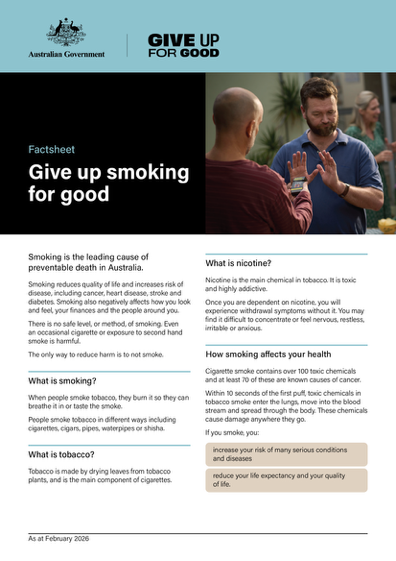 Australian Government
GIVE UP
FOR GOOD
Factsheet
Give up smoking
for good
Smoking is the leading cause of
preventable death in Australia.
Smoking reduces quality of life and increases risk of
disease, including cancer, heart disease, stroke and
diabetes. Smoking also negatively affects how you look
and feel, your finances and the people around you.
There is no safe level, or method, of smoking. Even
an occasional cigarette or exposure to second hand
smoke is harmful.
The only way to reduce harm is to not smoke.
What is smoking?
When people smoke tobacco, they burn it so they can
breathe it in or taste the smoke.
People smoke tobacco in different ways including
cigarettes, cigars, pipes, waterpipes or shisha.
What is tobacco?
Tobacco is made by drying leaves from tobacco
plants, and is the main component of cigarettes.
What is nicotine?
Nicotine is the main chemical in tobacco. It is toxic
and highly addictive.
Once you are dependent on nicotine, you will
experience withdrawal symptoms without it. You may
find it difficult to concentrate or feel nervous, restless,
irritable or anxious.
How smoking affects your health
Cigarette smoke contains over 100 toxic chemicals
and at least 70 of these are known causes of cancer.
Within 10 seconds of the first puff, toxic chemicals in
tobacco smoke enter the lungs, move into the blood
stream and spread through the body. These chemicals
cause damage anywhere they go.
If you smoke, you:
increase your risk of many serious conditions
and diseases
reduce your life expectancy and your quality
of life.
As at February 2026